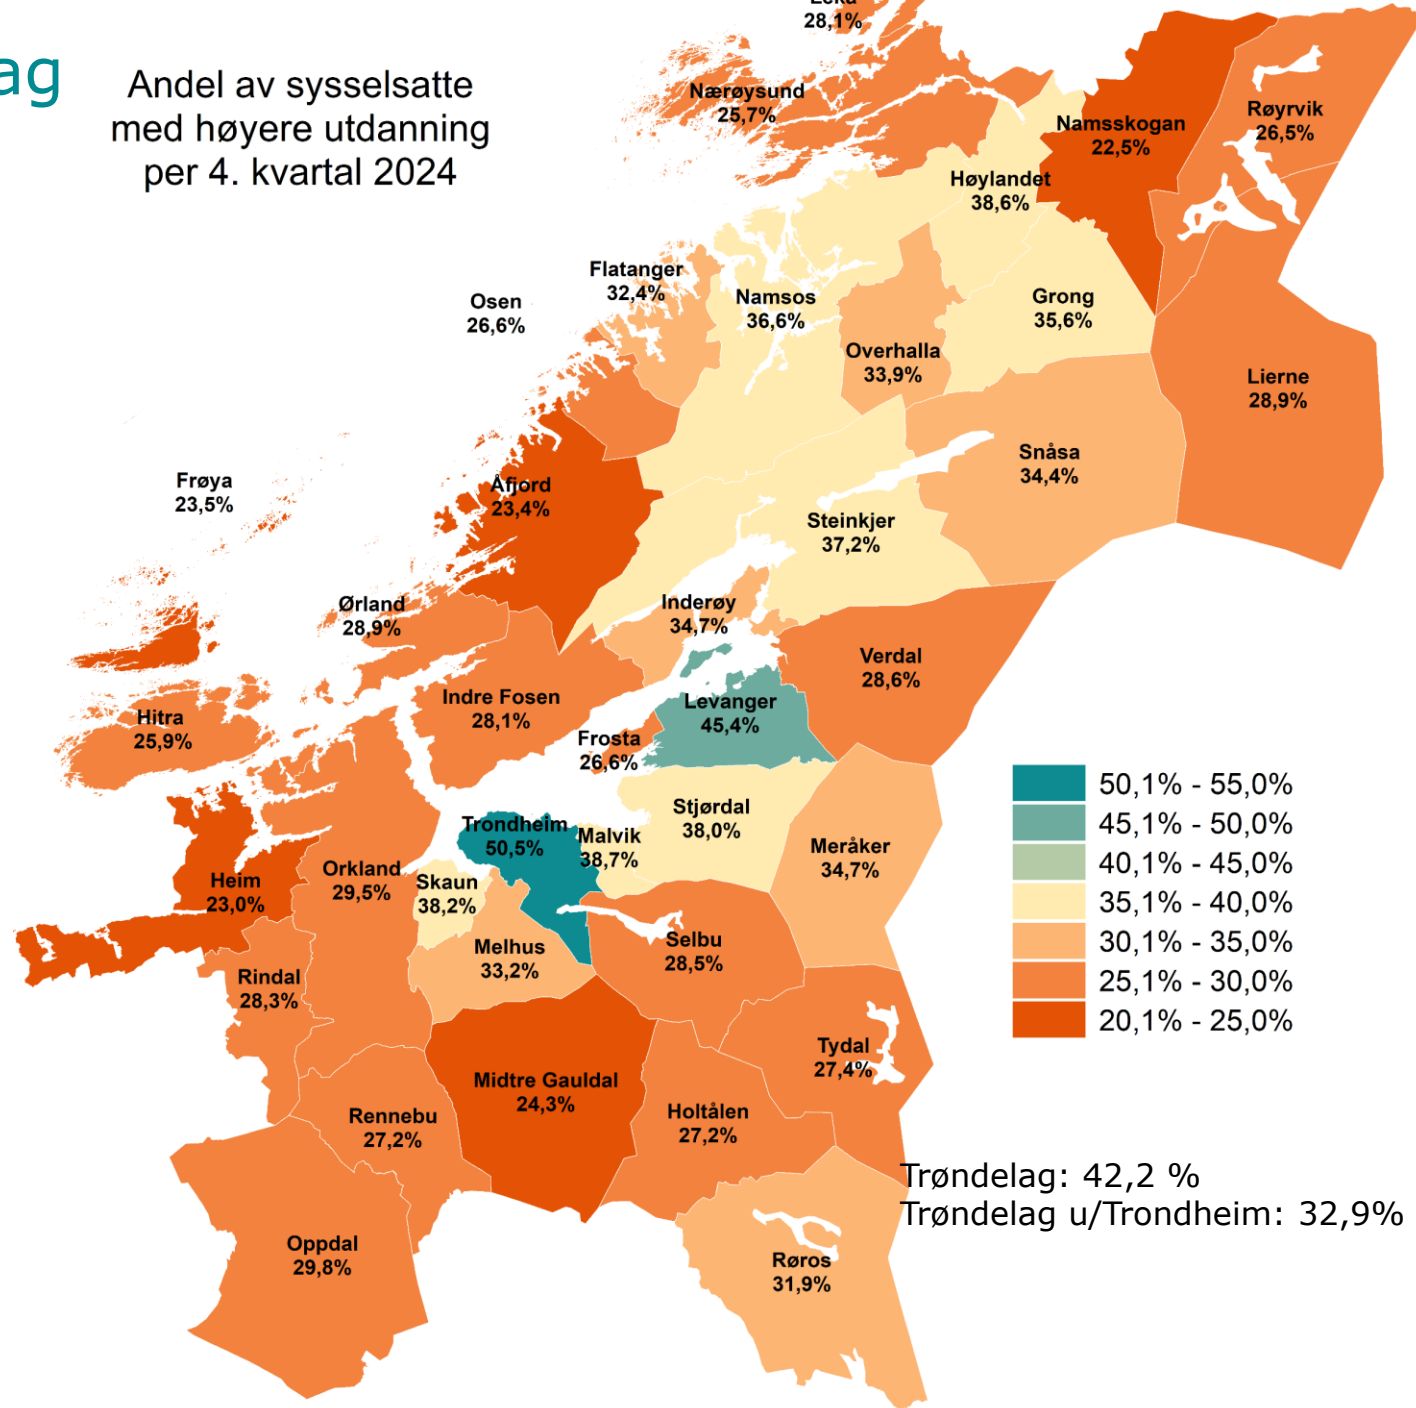 ag
Andel av sysselsatte
med høyere utdanning
per 4. kvartal 2024
Leka
28,1%
Nærøysund
25,7%
Namsskogan
22,5%
Røyrvik
26,5%
Høylandet
38,6%
Flatanger
32,4%
Osen
26,6%
Namsos
36,6%
Grong
35,6%
Overhalla
33,9%
Lierne
28,9%
Snåsa
34,4%
Frøya
23,5%
Åfjord
23,4%
Steinkjer
37,2%
Ørland
28,9%
Inderøy
34,7%
Verdal
28,6%
Hitra
25,9%
Indre Fosen
28,1%
Levanger
45,4%
Frosta
26,6%
Stjørdal
38,0%
Trondheim
50,5%
Malvik
38,7%
Meråker
34,7%
Heim
23,0%
Orkland
29,5%
Skaun
38,2%
Melhus
33,2%
Selbu
28,5%
Rindal
28,3%
Tydal
27,4%
Midtre Gauldal
24,3%
Rennebu
27,2%
Holtålen
27,2%
Oppdal
29,8%
Røros
31,9%
50,1% - 55,0%
45,1% - 50,0%
40,1% - 45,0%
35,1% - 40,0%
30,1% - 35,0%
25,1% - 30,0%
20,1% - 25,0%
Trøndelag: 42,2 %
Trøndelag u/Trondheim: 32,9%